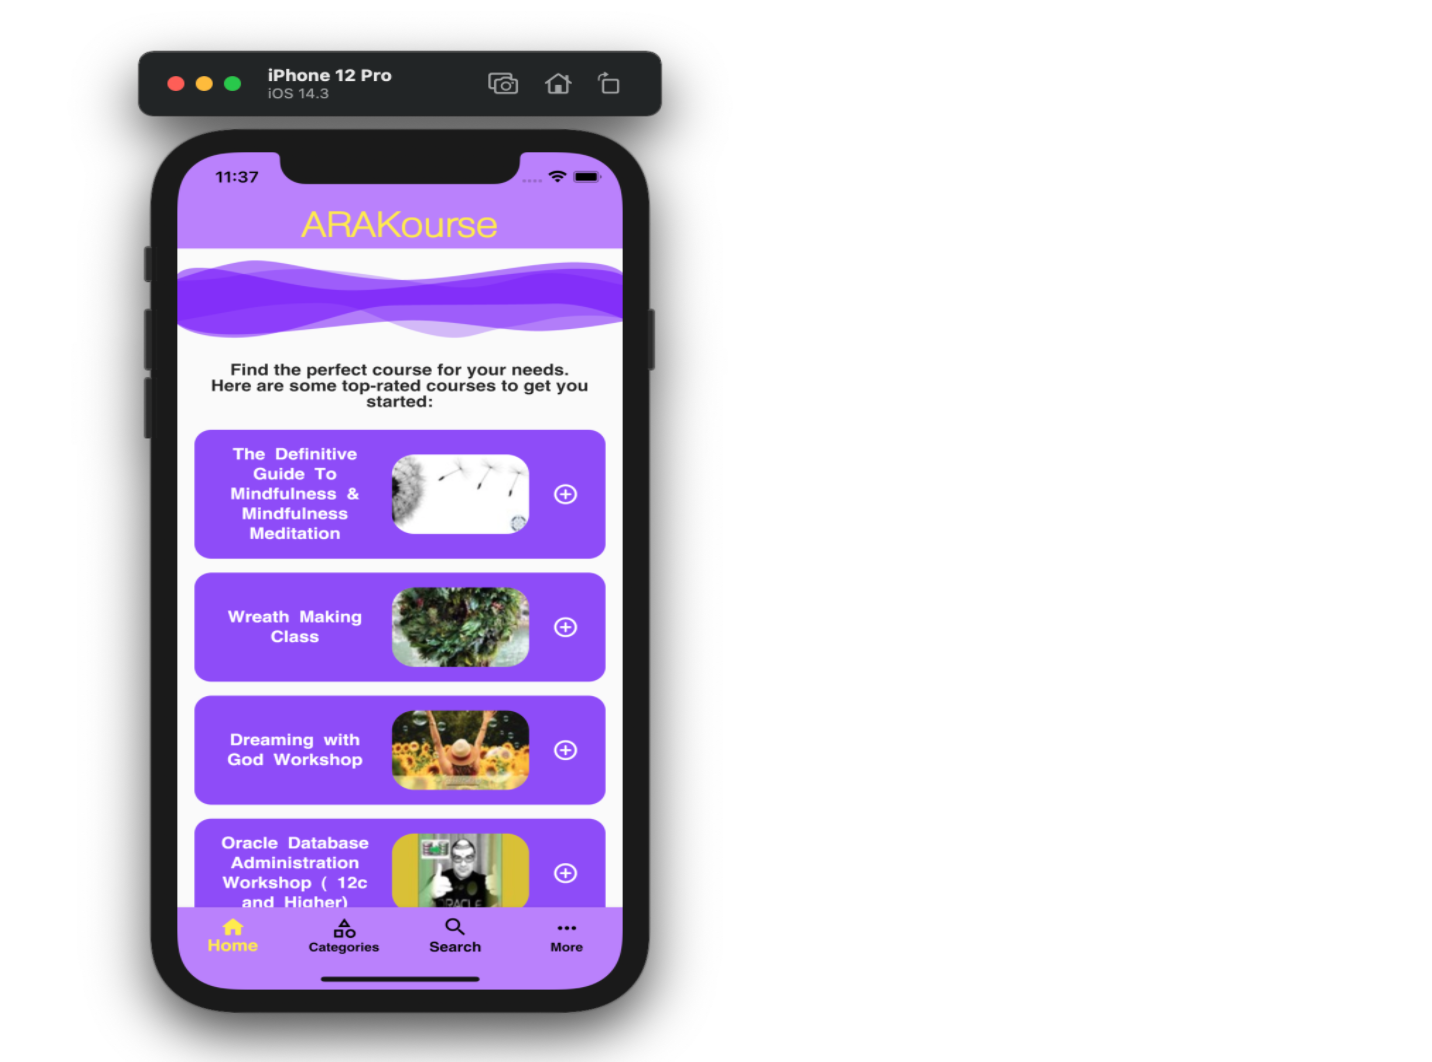 iPhone 12 Pro
iOS 14.3
11:37
ARAKourse
Find the perfect course for your needs.
Here are some top-rated courses to get you
started:
The Definitive
Guide To
Mindfulness &
Mindfulness
Meditation
Wreath Making
Class
Dreaming with
God Workshop
Oracle Database
Administration
Workshop ( 12c
and Higher)
ORACLE
Home
Categories
Search
More